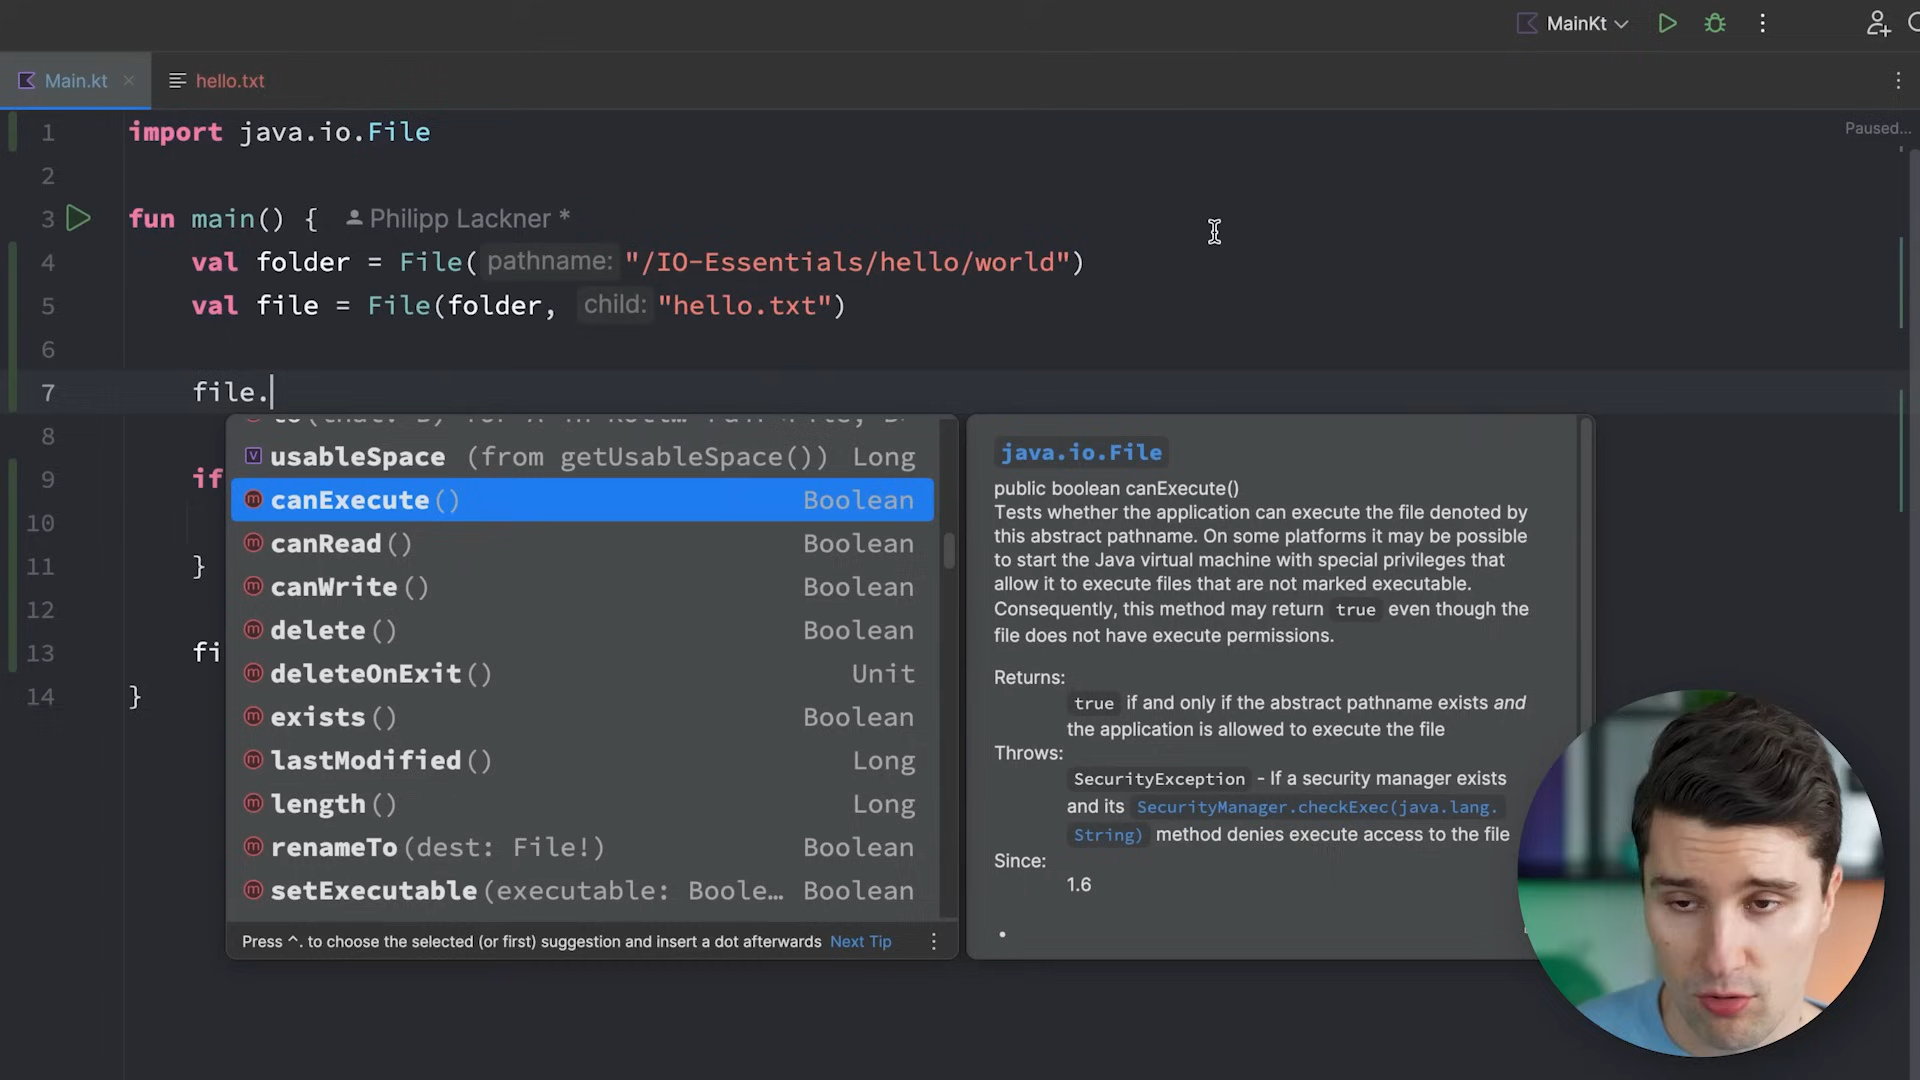 MainKt
Main.kt
hello.txt
Paused...
1 import java.io.File
2
3 fun main() { Philipp Lackner *
4 val folder = File( pathname: "/IO-Essentials/hello/world")
5 val file = File(folder, child: "hello.txt")
6
7 file.
8
9 if
10
11 }
12
13 fi
14 }
usableSpace (from getUsableSpace()) Long
canExecute() Boolean
canRead() Boolean
canWrite() Boolean
delete() Boolean
deleteOnExit() Unit
exists() Boolean
lastModified() Long
length() Long
renameTo(dest: File!) Boolean
setExecutable(executable: Boole… Boolean
Press ^. to choose the selected (or first) suggestion and insert a dot afterwards Next Tip
java.io.File
public boolean canExecute()
Tests whether the application can execute the file denoted by
this abstract pathname. On some platforms it may be possible
to start the Java virtual machine with special privileges that
allow it to execute files that are not marked executable.
Consequently, this method may return true even though the
file does not have execute permissions.
Returns:
true if and only if the abstract pathname exists and
the application is allowed to execute the file
Throws:
SecurityException - If a security manager exists
and its SecurityManager.checkExec(java.lang.
String) method denies execute access to the file
Since:
1.6